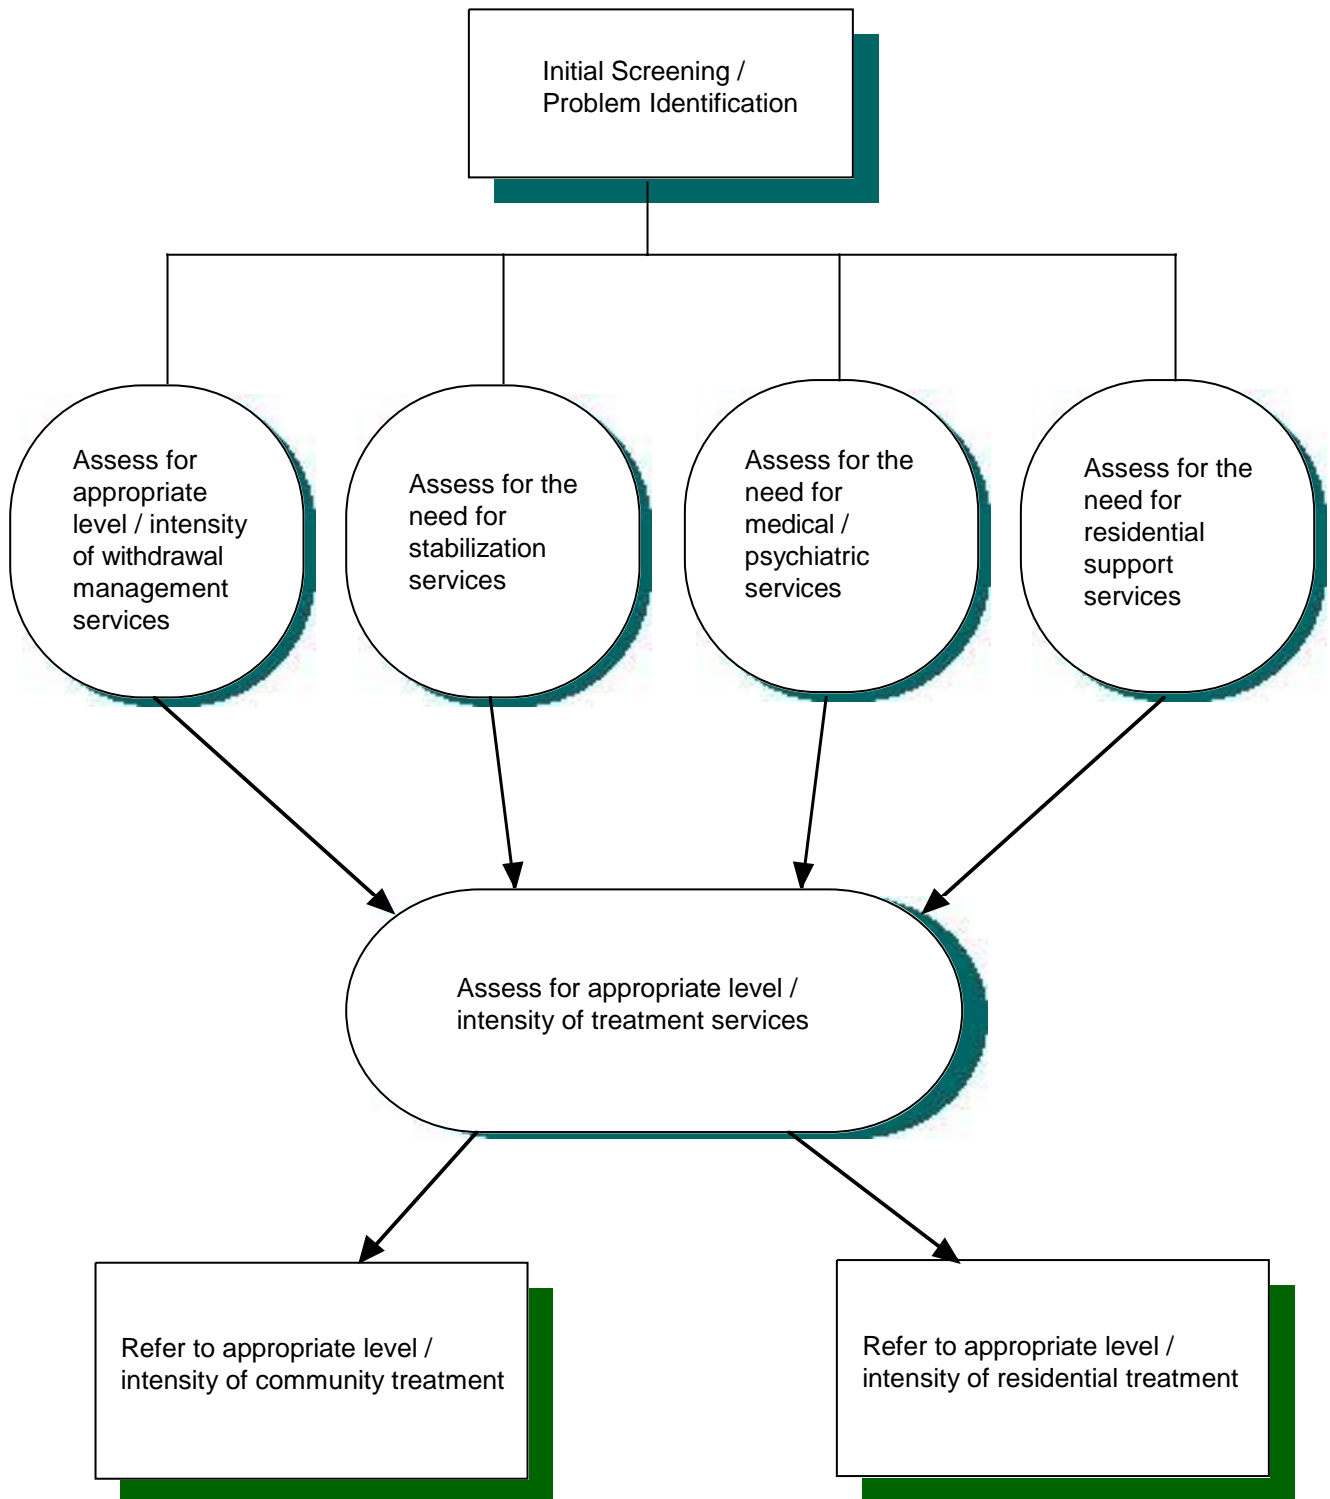 Initial Screening /
Problem Identification
Assess for
appropriate
level / intensity
of withdrawal
management
services
Assess for the
need for
stabilization
services
Assess for the
need for
medical /
psychiatric
services
Assess for the
need for
residential
support
services
Assess for appropriate level /
intensity of treatment services
Refer to appropriate level /
intensity of community treatment
Refer to appropriate level /
intensity of residential treatment